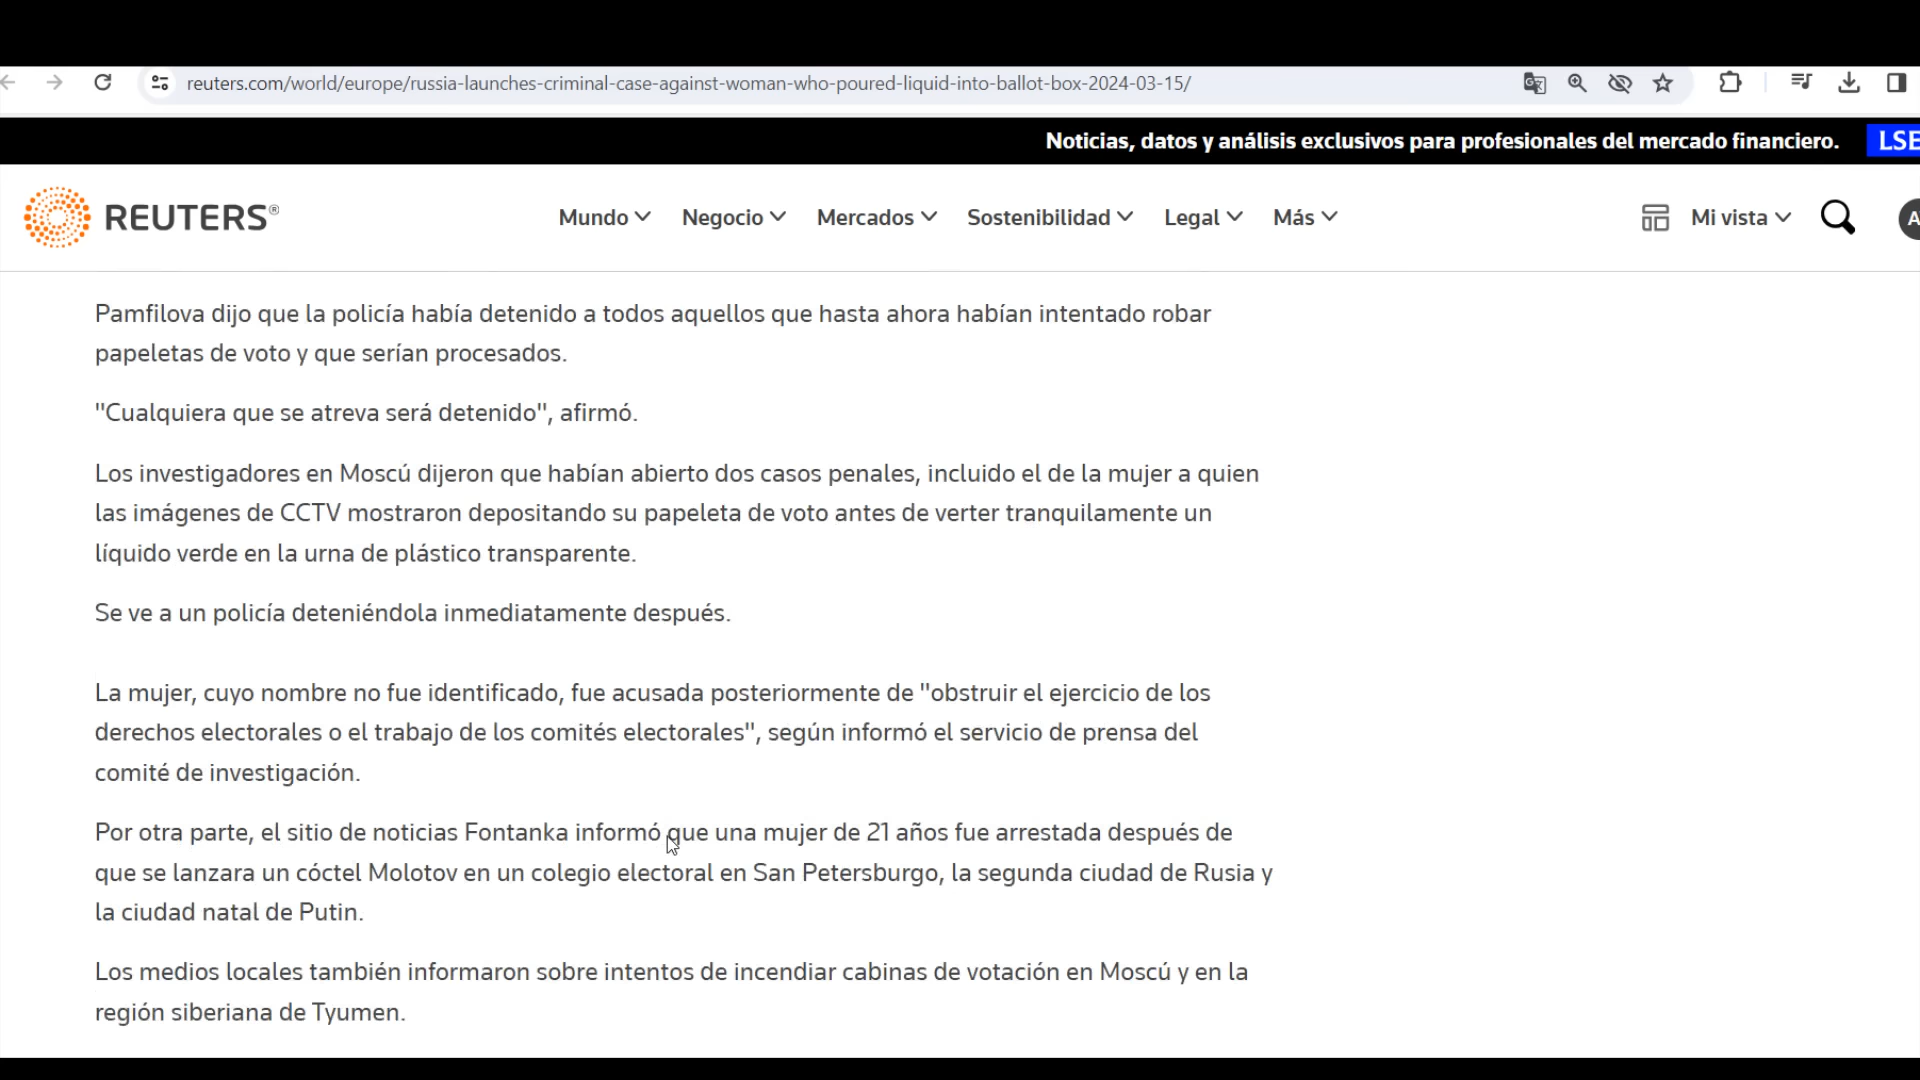 reuters.com/world/europe/russia-launches-criminal-case-against-woman-who-poured-liquid-into-ballot-box-2024-03-15/
Noticias, datos y análisis exclusivos para profesionales del mercado financiero.
LSE
REUTERS®
Mundo Negocio Mercados Sostenibilidad Legal Más Mi vista A
Pamfilova dijo que la policía había detenido a todos aquellos que hasta ahora habían intentado robar
papeletas de voto y que serían procesados.
"Cualquiera que se atreva será detenido", afirmó.
Los investigadores en Moscú dijeron que habían abierto dos casos penales, incluido el de la mujer a quien
las imágenes de CCTV mostraron depositando su papeleta de voto antes de verter tranquilamente un
líquido verde en la urna de plástico transparente.
Se ve a un policía deteniéndola inmediatamente después.
La mujer, cuyo nombre no fue identificado, fue acusada posteriormente de "obstruir el ejercicio de los
derechos electorales o el trabajo de los comités electorales", según informó el servicio de prensa del
comité de investigación.
Por otra parte, el sitio de noticias Fontanka informó que una mujer de 21 años fue arrestada después de
que se lanzara un cóctel Molotov en un colegio electoral en San Petersburgo, la segunda ciudad de Rusia y
la ciudad natal de Putin.
Los medios locales también informaron sobre intentos de incendiar cabinas de votación en Moscú y en la
región siberiana de Tyumen.